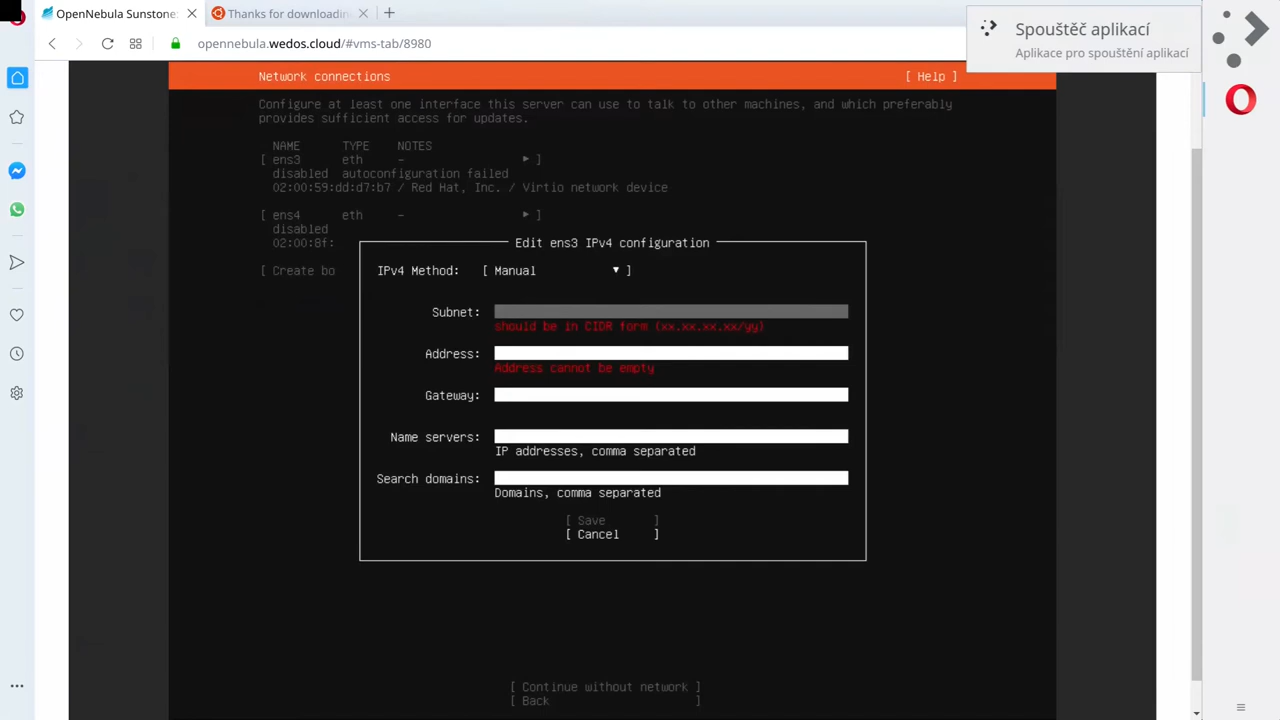 OpenNebula Sunstone:
Thanks for downloadin
opennebula.wedos.cloud/#vms-tab/8980
Spouštěč aplikací
Aplikace pro spouštění aplikací
Network connections [ Help ]
Configure at least one interface this server can use to talk to other machines, and which preferably
provides sufficient access for updates.
NAME TYPE NOTES
[ ens3 eth – ▸ ]
disabled autoconfiguration failed
02:00:59:dd:d7:b7 / Red Hat, Inc. / Virtio network device
[ ens4 eth – ▸ ]
disabled
02:00:8f:
[ Create bo
Edit ens3 IPv4 configuration
IPv4 Method: [ Manual ▾ ]
Subnet:
should be in CIDR form (xx.xx.xx.xx/yy)
Address:
Address cannot be empty
Gateway:
Name servers:
IP addresses, comma separated
Search domains:
Domains, comma separated
[ Save ]
[ Cancel ]
[ Continue without network ]
[ Back ]